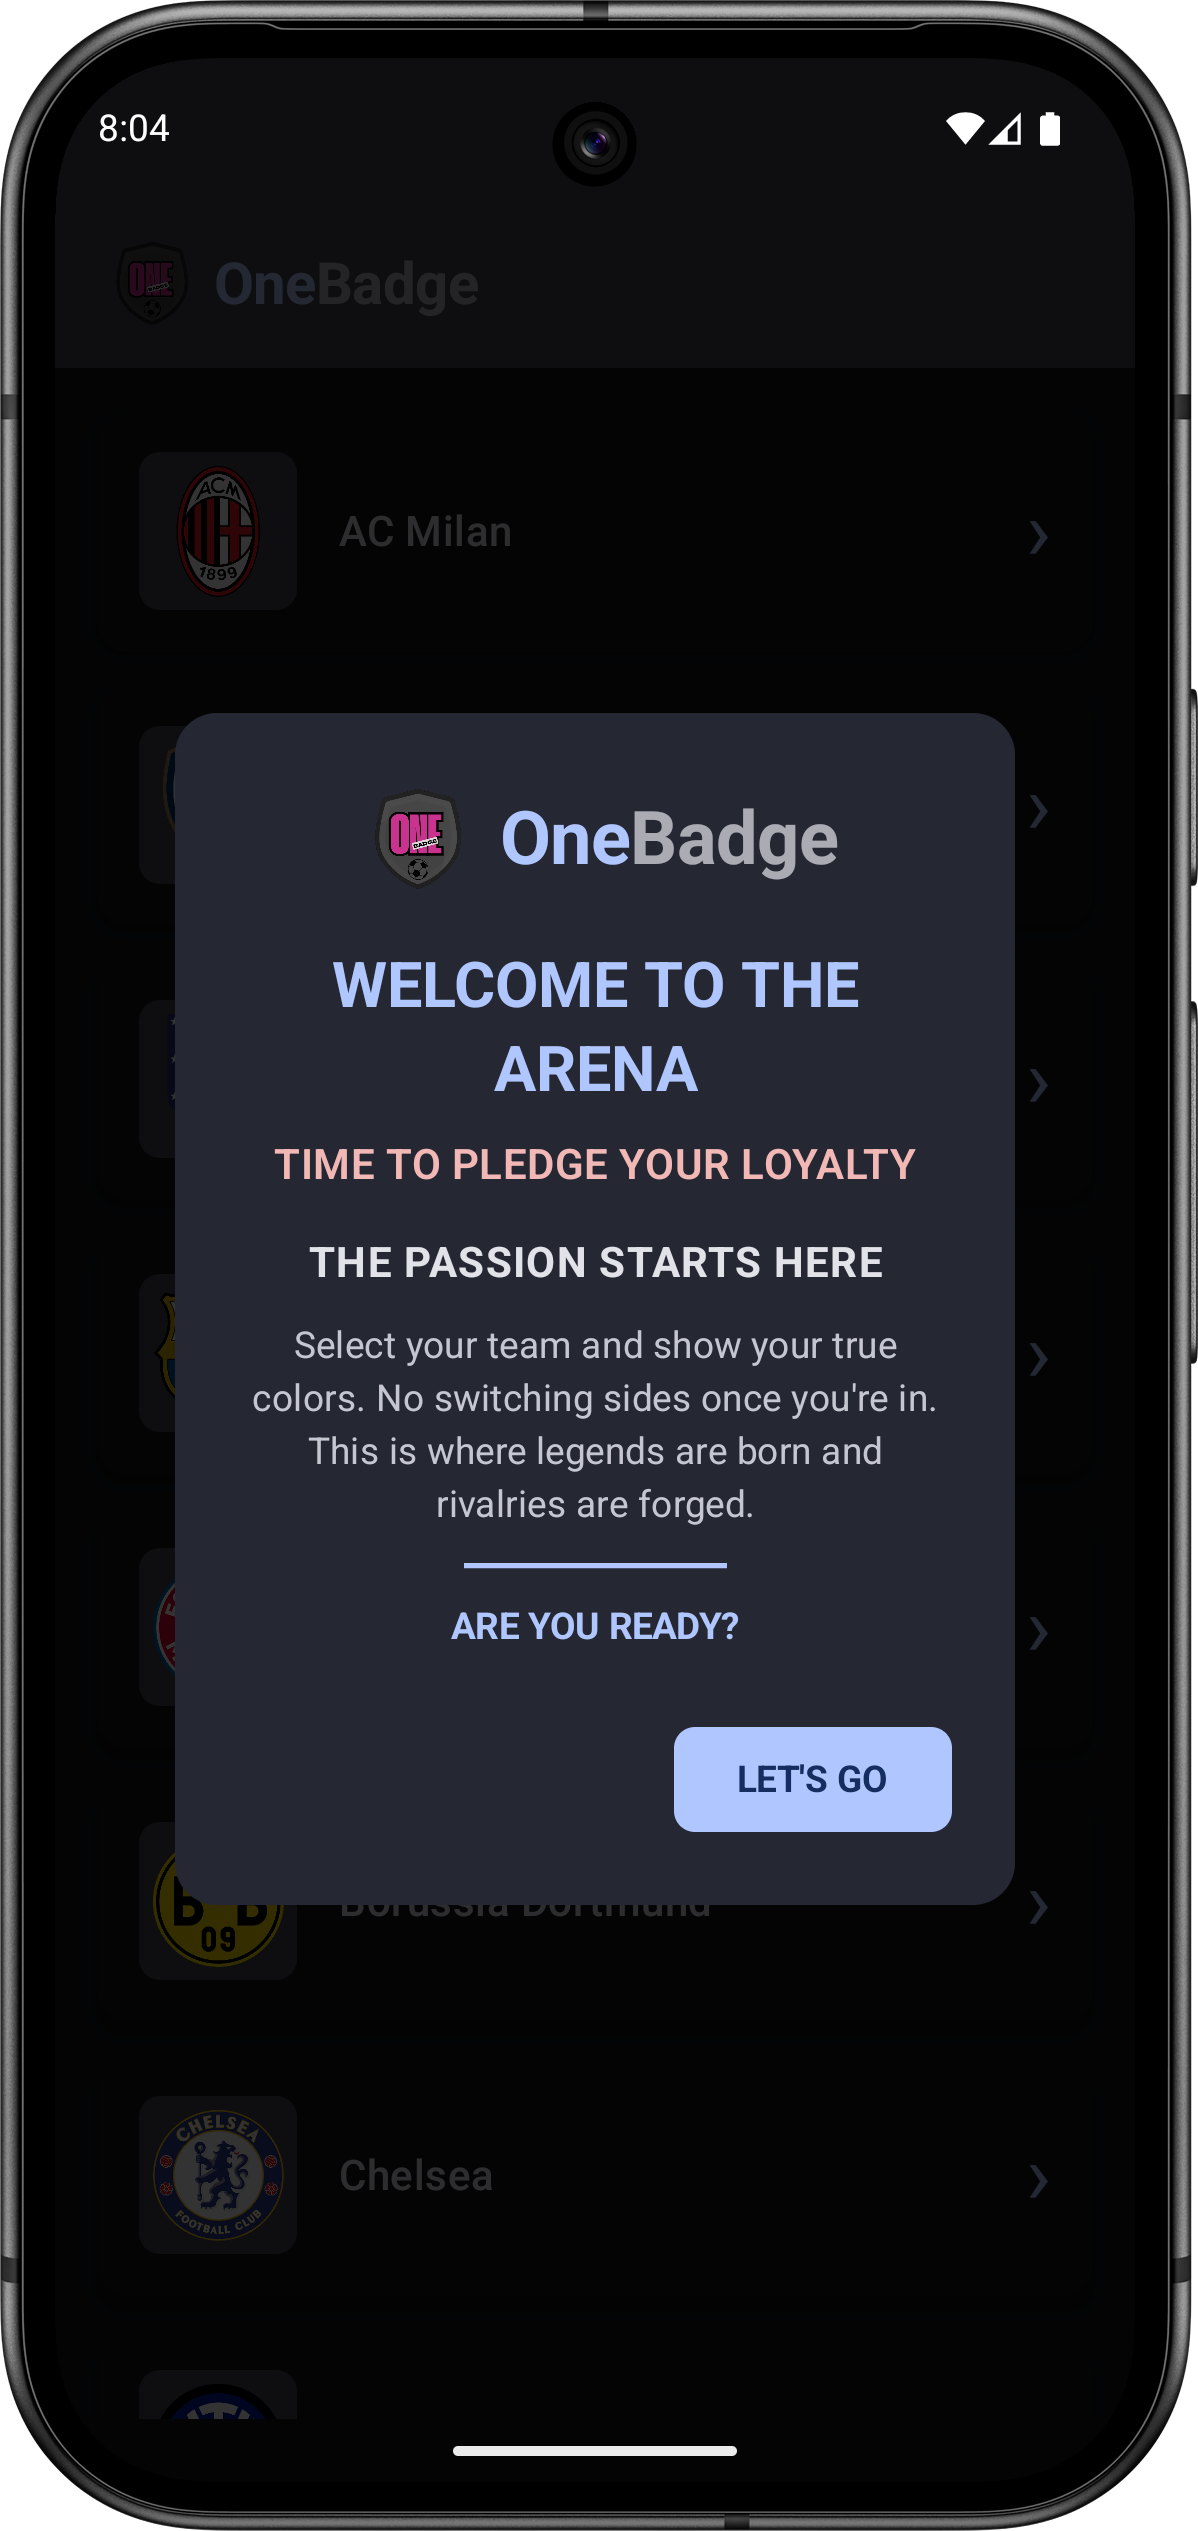 8:04
ONE
BADGE
OneBadge
ACM
1899
AC Milan
ONE
BADGE
OneBadge
WELCOME TO THE
ARENA
TIME TO PLEDGE YOUR LOYALTY
THE PASSION STARTS HERE
Select your team and show your true
colors. No switching sides once you're in.
This is where legends are born and
rivalries are forged.
ARE YOU READY?
LET'S GO
BVB
09
Borussia Dortmund
CHELSEA
FOOTBALL CLUB
Chelsea